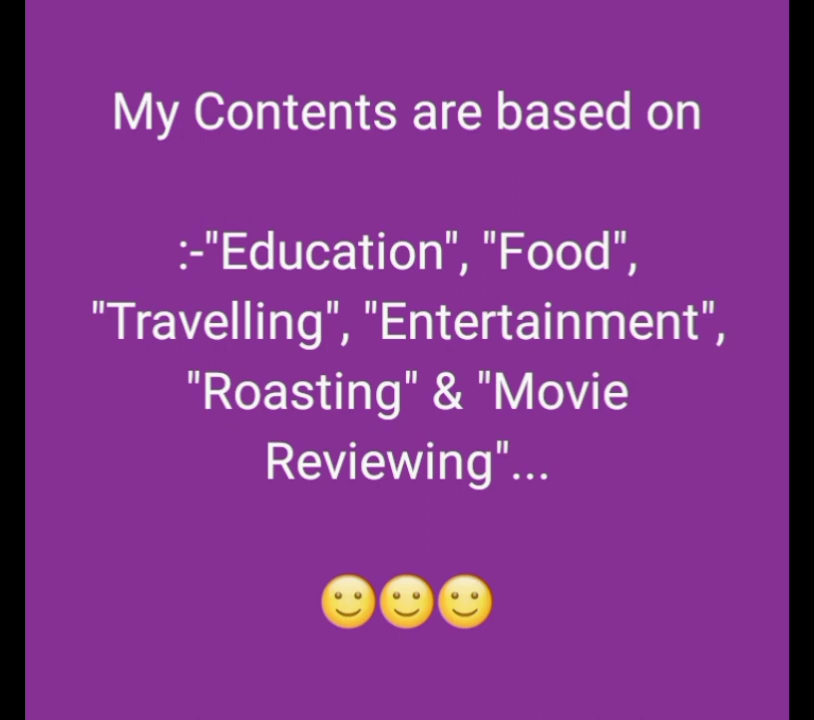 My Contents are based on
:-"Education", "Food",
"Travelling", "Entertainment",
"Roasting" & "Movie
Reviewing"...
🙂🙂🙂